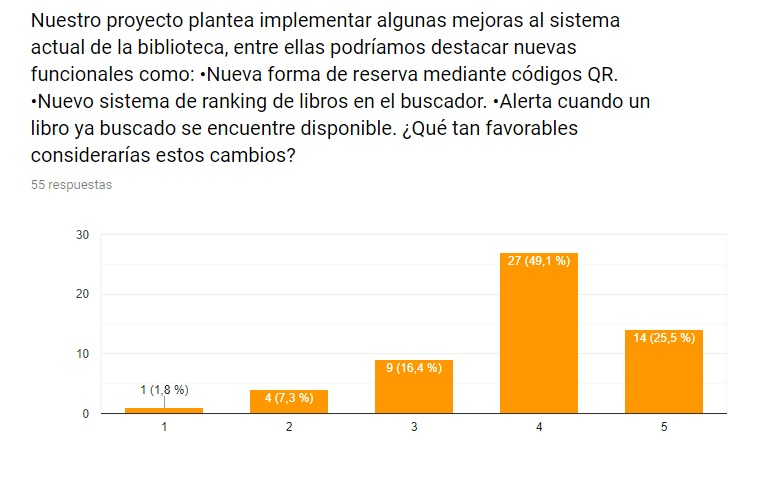 Nuestro proyecto plantea implementar algunas mejoras al sistema
actual de la biblioteca, entre ellas podríamos destacar nuevas
funcionales como: •Nueva forma de reserva mediante códigos QR.
•Nuevo sistema de ranking de libros en el buscador. •Alerta cuando un
libro ya buscado se encuentre disponible. ¿Qué tan favorables
considerarías estos cambios?
55 respuestas
30
20
10
0
1 (1,8 %)
4 (7,3 %)
9 (16,4 %)
27 (49,1 %)
14 (25,5 %)
1 2 3 4 5